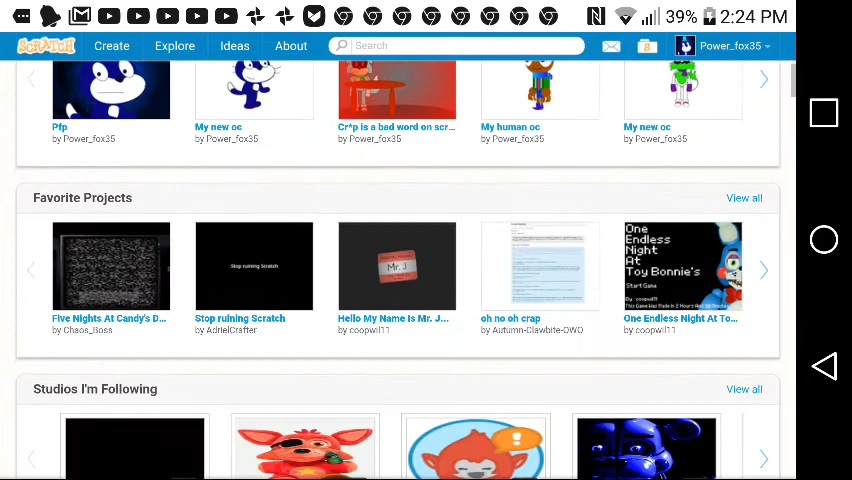 39% 2:24 PM
SCRATCH Create Explore Ideas About Search Power_fox35
Pfp
by Power_fox35
My new oc
by Power_fox35
Cr*p is a bad word on scr...
by Power_fox35
My human oc
by Power_fox35
My new oc
by Power_fox35
Favorite Projects View all
Stop ruining Scratch
Mr. J
One
Endless
Night
At
Toy Bonnie's
Start Game
By : coopwil11
Five Nights At Candy's D...
by Chaos_Boss
Stop ruining Scratch
by AdrielCrafter
Hello My Name Is Mr. J...
by coopwil11
oh no oh crap
by Autumn-Clawbite-OWO
One Endless Night At To...
by coopwil11
Studios I'm Following View all